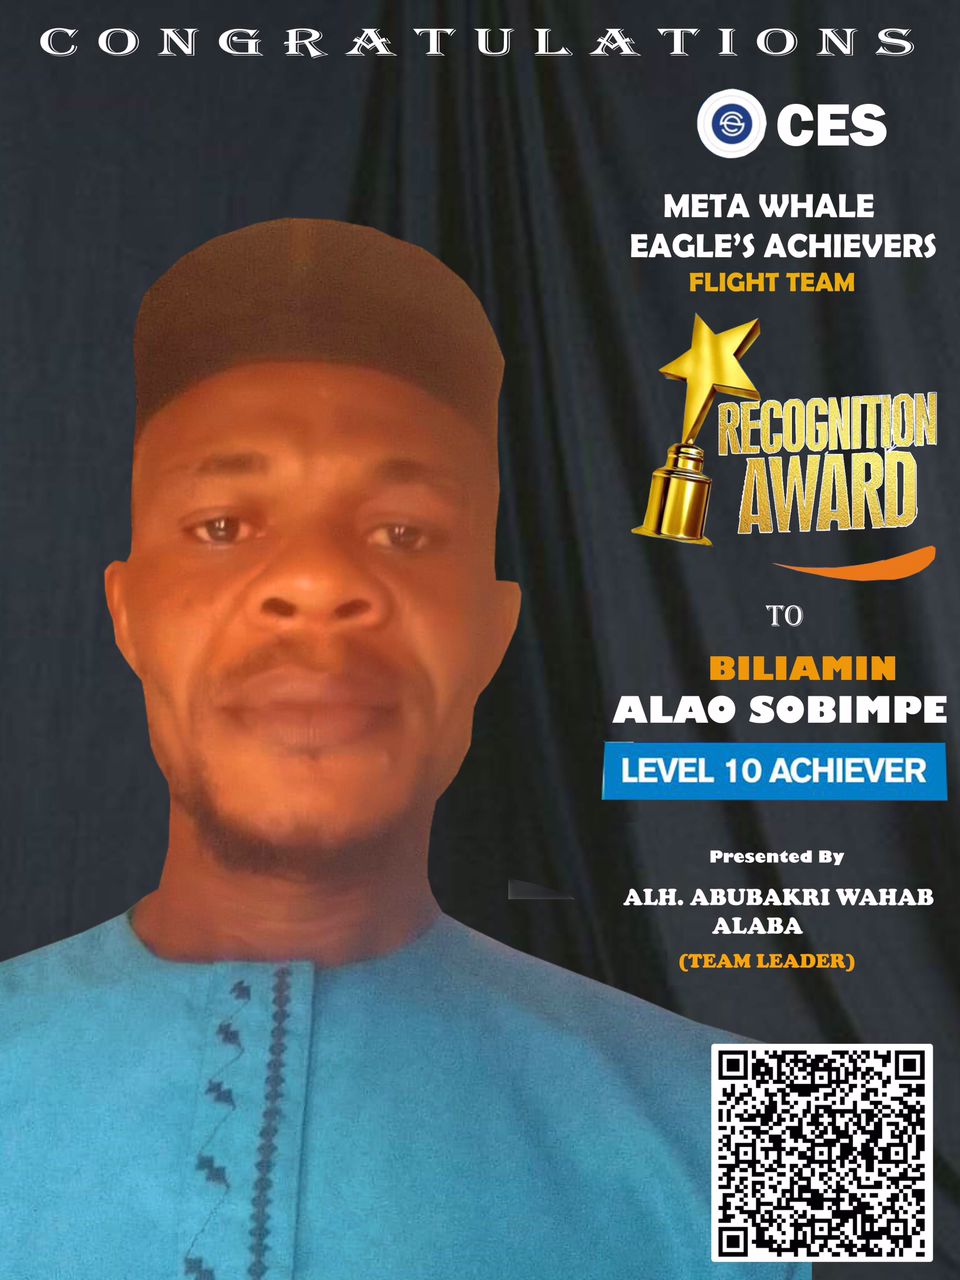 CONGRATULATIONS
CES
META WHALE
EAGLE'S ACHIEVERS
FLIGHT TEAM
RECOGNITION
AWARD
TO
BILIAMIN
ALAO SOBIMPE
LEVEL 10 ACHIEVER
Presented By
ALH. ABUBAKRI WAHAB
ALABA
(TEAM LEADER)